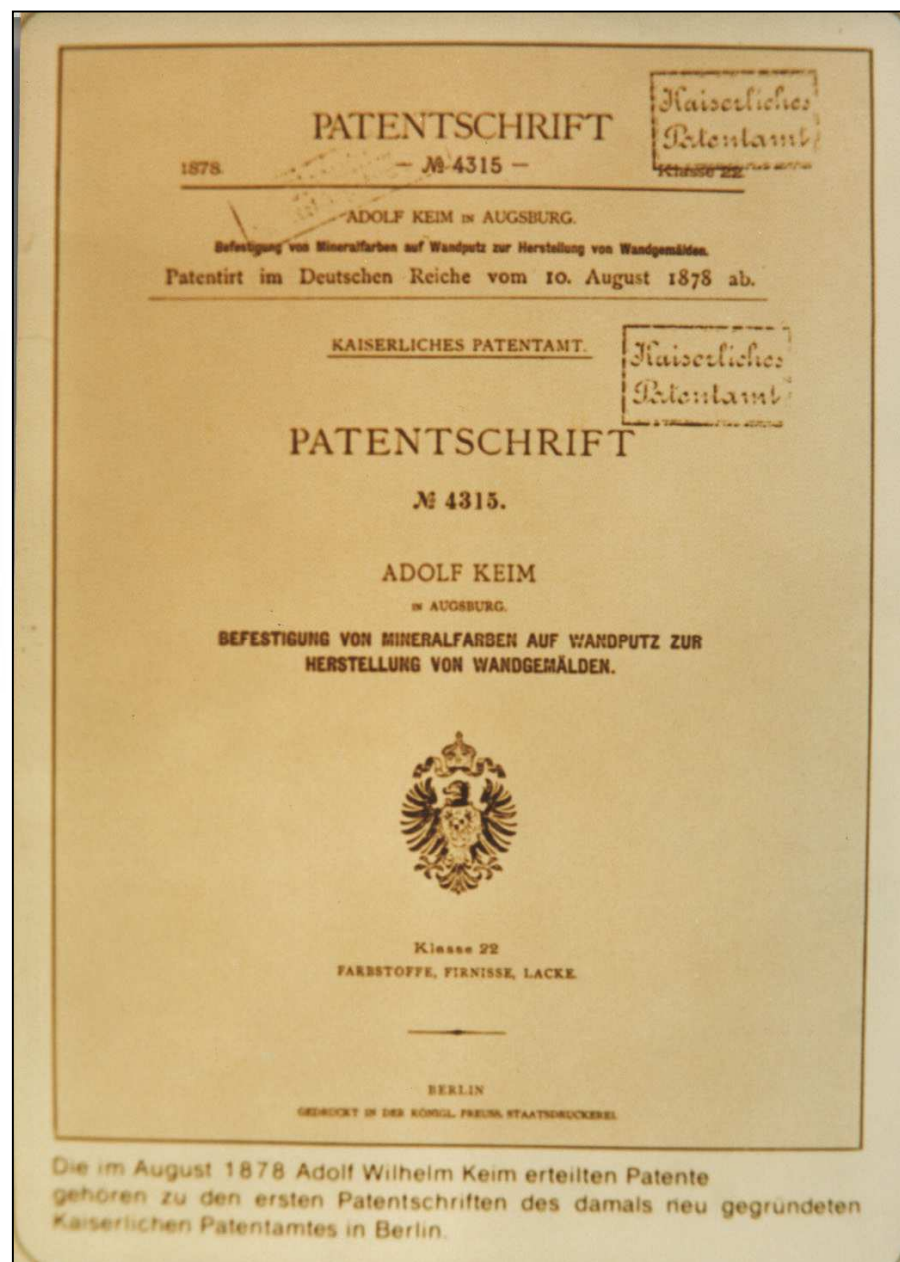 Kaiserliches
Patentamt
PATENTSCHRIFT
1878.
— № 4315 —
Klasse 22.
ADOLF KEIM IN AUGSBURG.
Befestigung von Mineralfarben auf Wandputz zur Herstellung von Wandgemälden.
Patentirt im Deutschen Reiche vom 10. August 1878 ab.
KAISERLICHES PATENTAMT.
Kaiserliches
Patentamt
PATENTSCHRIFT
№ 4315.
ADOLF KEIM
IN AUGSBURG.
BEFESTIGUNG VON MINERALFARBEN AUF WANDPUTZ ZUR
HERSTELLUNG VON WANDGEMÄLDEN.
Klasse 22
FARBSTOFFE, FIRNISSE, LACKE.
BERLIN
GEDRUCKT IN DER KÖNIGL. PREUSS. STAATSDRUCKEREI.
Die im August 1878 Adolf Wilhelm Keim erteilten Patente
gehören zu den ersten Patentschriften des damals neu gegründeten
Kaiserlichen Patentamtes in Berlin.